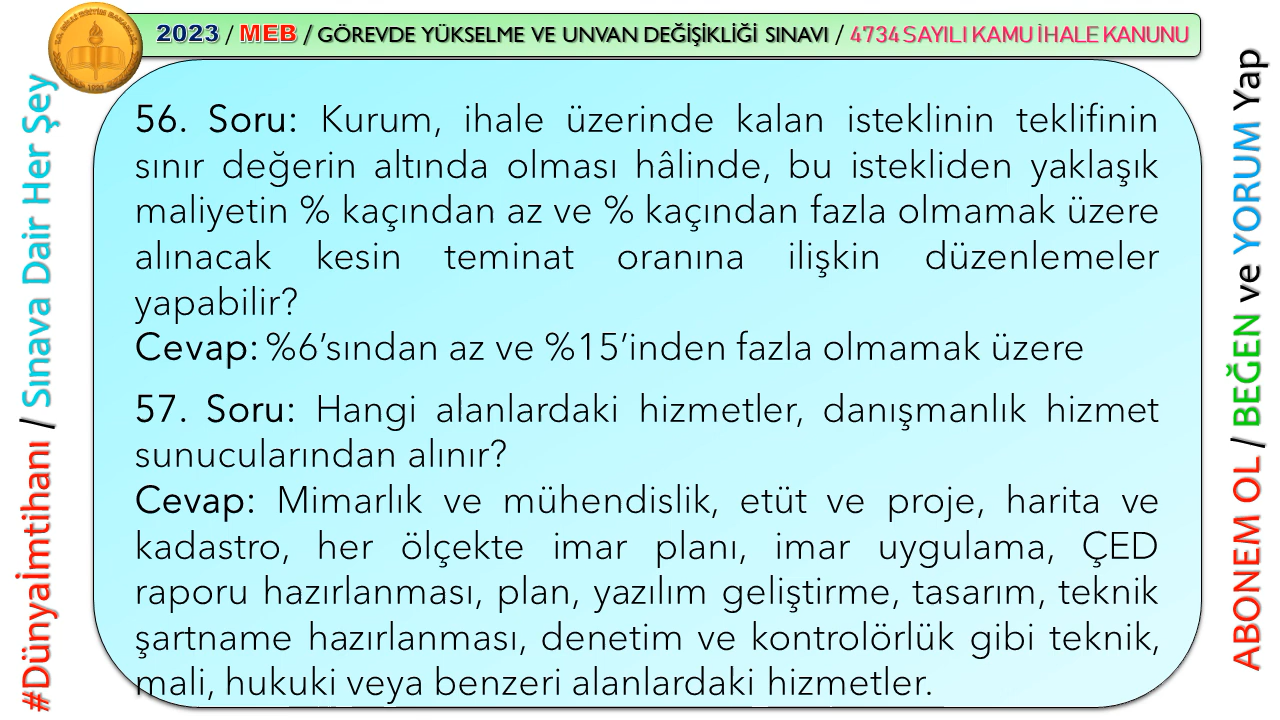 2023 / MEB / GÖREVDE YÜKSELME VE UNVAN DEĞİŞİKLİĞİ SINAVI / 4734 SAYILI KAMU İHALE KANUNU
#Dünyaİmtihanı / Sınava Dair Her Şey
56. Soru: Kurum, ihale üzerinde kalan isteklinin teklifinin
sınır değerin altında olması hâlinde, bu istekliden yaklaşık
maliyetin % kaçından az ve % kaçından fazla olmamak üzere
alınacak kesin teminat oranına ilişkin düzenlemeler
yapabilir?
Cevap: %6’sından az ve %15’inden fazla olmamak üzere
57. Soru: Hangi alanlardaki hizmetler, danışmanlık hizmet
sunucularından alınır?
Cevap: Mimarlık ve mühendislik, etüt ve proje, harita ve
kadastro, her ölçekte imar planı, imar uygulama, ÇED
raporu hazırlanması, plan, yazılım geliştirme, tasarım, teknik
şartname hazırlanması, denetim ve kontrolörlük gibi teknik,
mali, hukuki veya benzeri alanlardaki hizmetler.
ABONEM OL / BEĞEN ve YORUM Yap